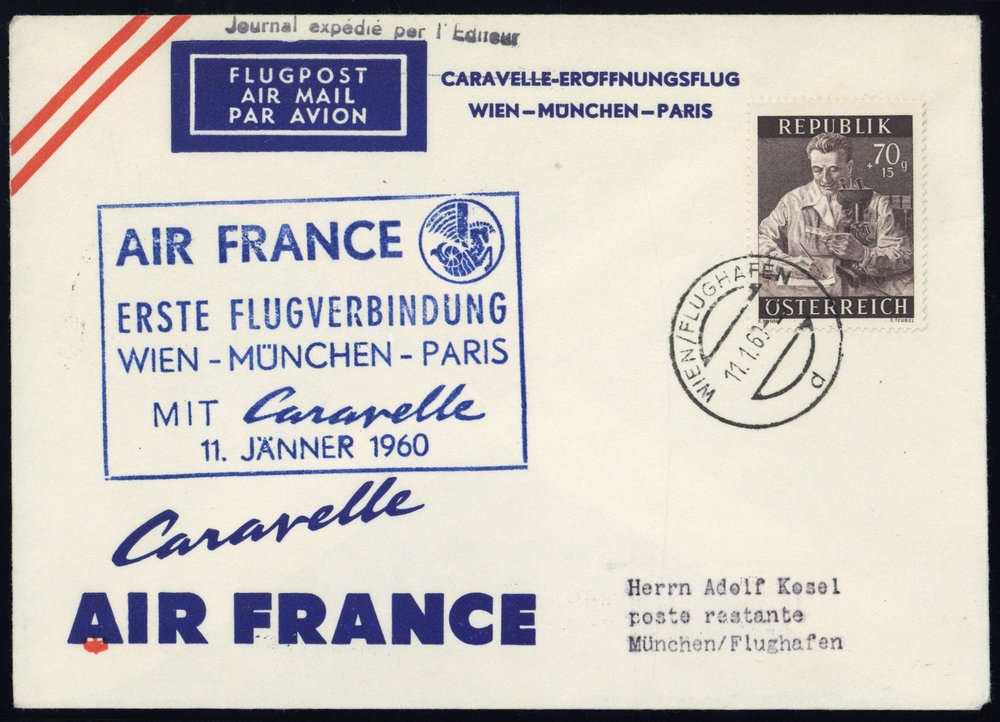 Journal expédié par l'Editeur
FLUGPOST
AIR MAIL
PAR AVION
CARAVELLE-ERÖFFNUNGSFLUG
WIEN-MÜNCHEN-PARIS
REPUBLIK
+70
15 g
ÖSTERREICH
WIEN/FLUGHAFEN
11.1.60
d
AIR FRANCE
ERSTE FLUGVERBINDUNG
WIEN-MÜNCHEN-PARIS
MIT Caravelle
11. JÄNNER 1960
Caravelle
AIR FRANCE
Herrn Adolf Kosel
poste restante
München/Flughafen